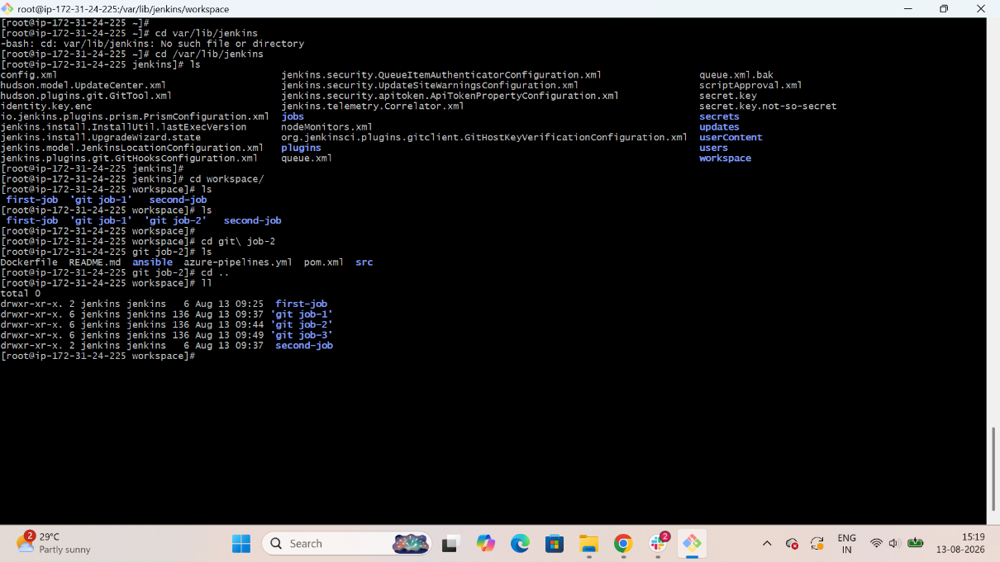 root@ip-172-31-24-225:/var/lib/jenkins/workspace
[root@ip-172-31-24-225 ~]#
[root@ip-172-31-24-225 ~]# cd var/lib/jenkins
-bash: cd: var/lib/jenkins: No such file or directory
[root@ip-172-31-24-225 ~]# cd /var/lib/jenkins
[root@ip-172-31-24-225 jenkins]# ls
config.xml jenkins.security.QueueItemAuthenticatorConfiguration.xml queue.xml.bak
hudson.model.UpdateCenter.xml jenkins.security.UpdateSiteWarningsConfiguration.xml scriptApproval.xml
hudson.plugins.git.GitTool.xml jenkins.security.apitoken.ApiTokenPropertyConfiguration.xml secret.key
identity.key.enc jenkins.telemetry.Correlator.xml secret.key.not-so-secret
io.jenkins.plugins.prism.PrismConfiguration.xml jobs secrets
jenkins.install.InstallUtil.lastExecVersion nodeMonitors.xml updates
jenkins.install.UpgradeWizard.state org.jenkinsci.plugins.gitclient.GitHostKeyVerificationConfiguration.xml userContent
jenkins.model.JenkinsLocationConfiguration.xml plugins users
jenkins.plugins.git.GitHooksConfiguration.xml queue.xml workspace
[root@ip-172-31-24-225 jenkins]#
[root@ip-172-31-24-225 jenkins]# cd workspace/
[root@ip-172-31-24-225 workspace]# ls
first-job 'git job-1' second-job
[root@ip-172-31-24-225 workspace]# ls
first-job 'git job-1' 'git job-2' second-job
[root@ip-172-31-24-225 workspace]#
[root@ip-172-31-24-225 workspace]# cd git\ job-2
[root@ip-172-31-24-225 git job-2]# ls
Dockerfile README.md ansible azure-pipelines.yml pom.xml src
[root@ip-172-31-24-225 git job-2]# cd ..
[root@ip-172-31-24-225 workspace]# ll
total 0
drwxr-xr-x. 2 jenkins jenkins 6 Aug 13 09:25 first-job
drwxr-xr-x. 6 jenkins jenkins 136 Aug 13 09:37 'git job-1'
drwxr-xr-x. 6 jenkins jenkins 136 Aug 13 09:44 'git job-2'
drwxr-xr-x. 6 jenkins jenkins 136 Aug 13 09:49 'git job-3'
drwxr-xr-x. 2 jenkins jenkins 6 Aug 13 09:37 second-job
[root@ip-172-31-24-225 workspace]#
2
29°C
Partly sunny
Search
2
ENG
IN
15:19
13-08-2026